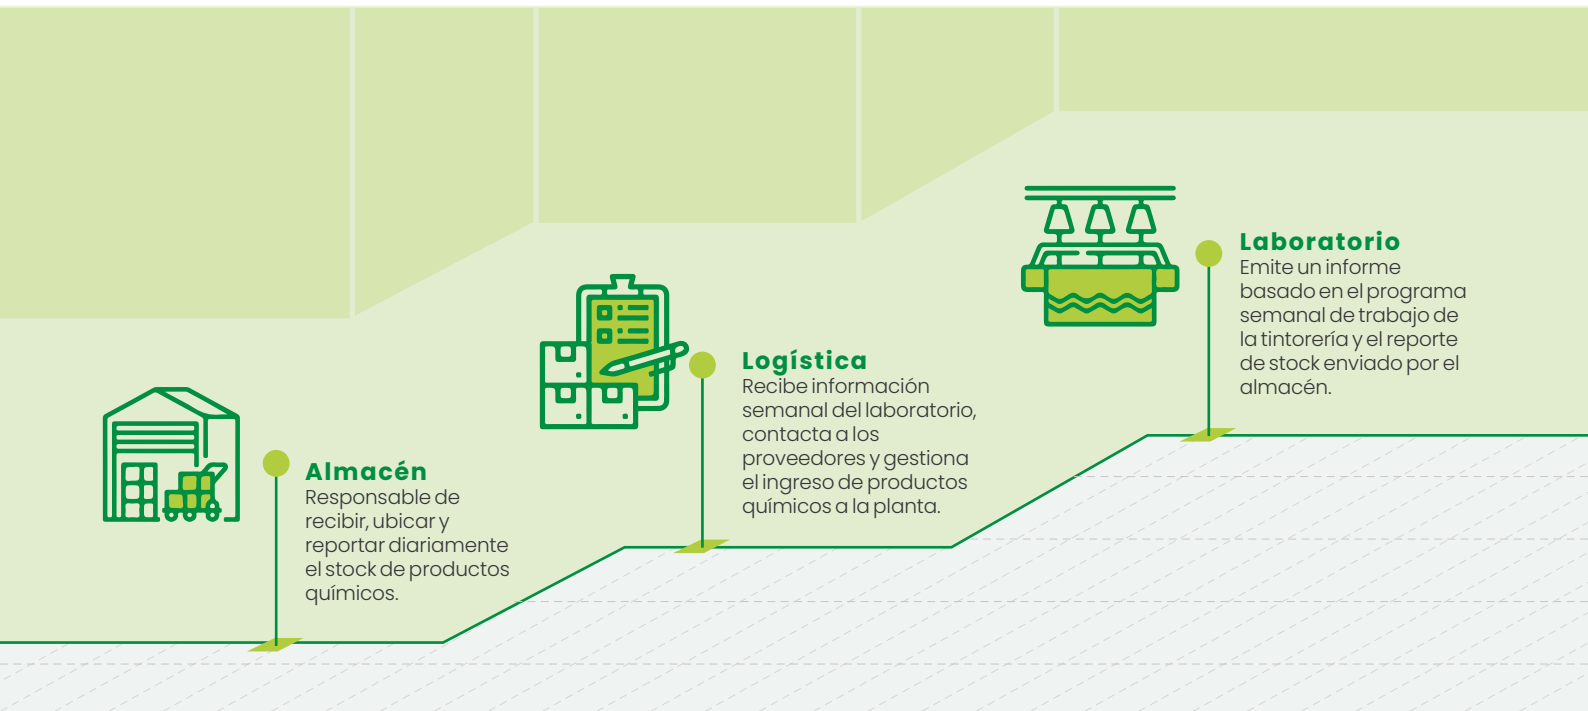 Almacén
Responsable de
recibir, ubicar y
reportar diariamente
el stock de productos
químicos.
Logística
Recibe información
semanal del laboratorio,
contacta a los
proveedores y gestiona
el ingreso de productos
químicos a la planta.
Laboratorio
Emite un informe
basado en el programa
semanal de trabajo de
la tintorería y el reporte
de stock enviado por el
almacén.